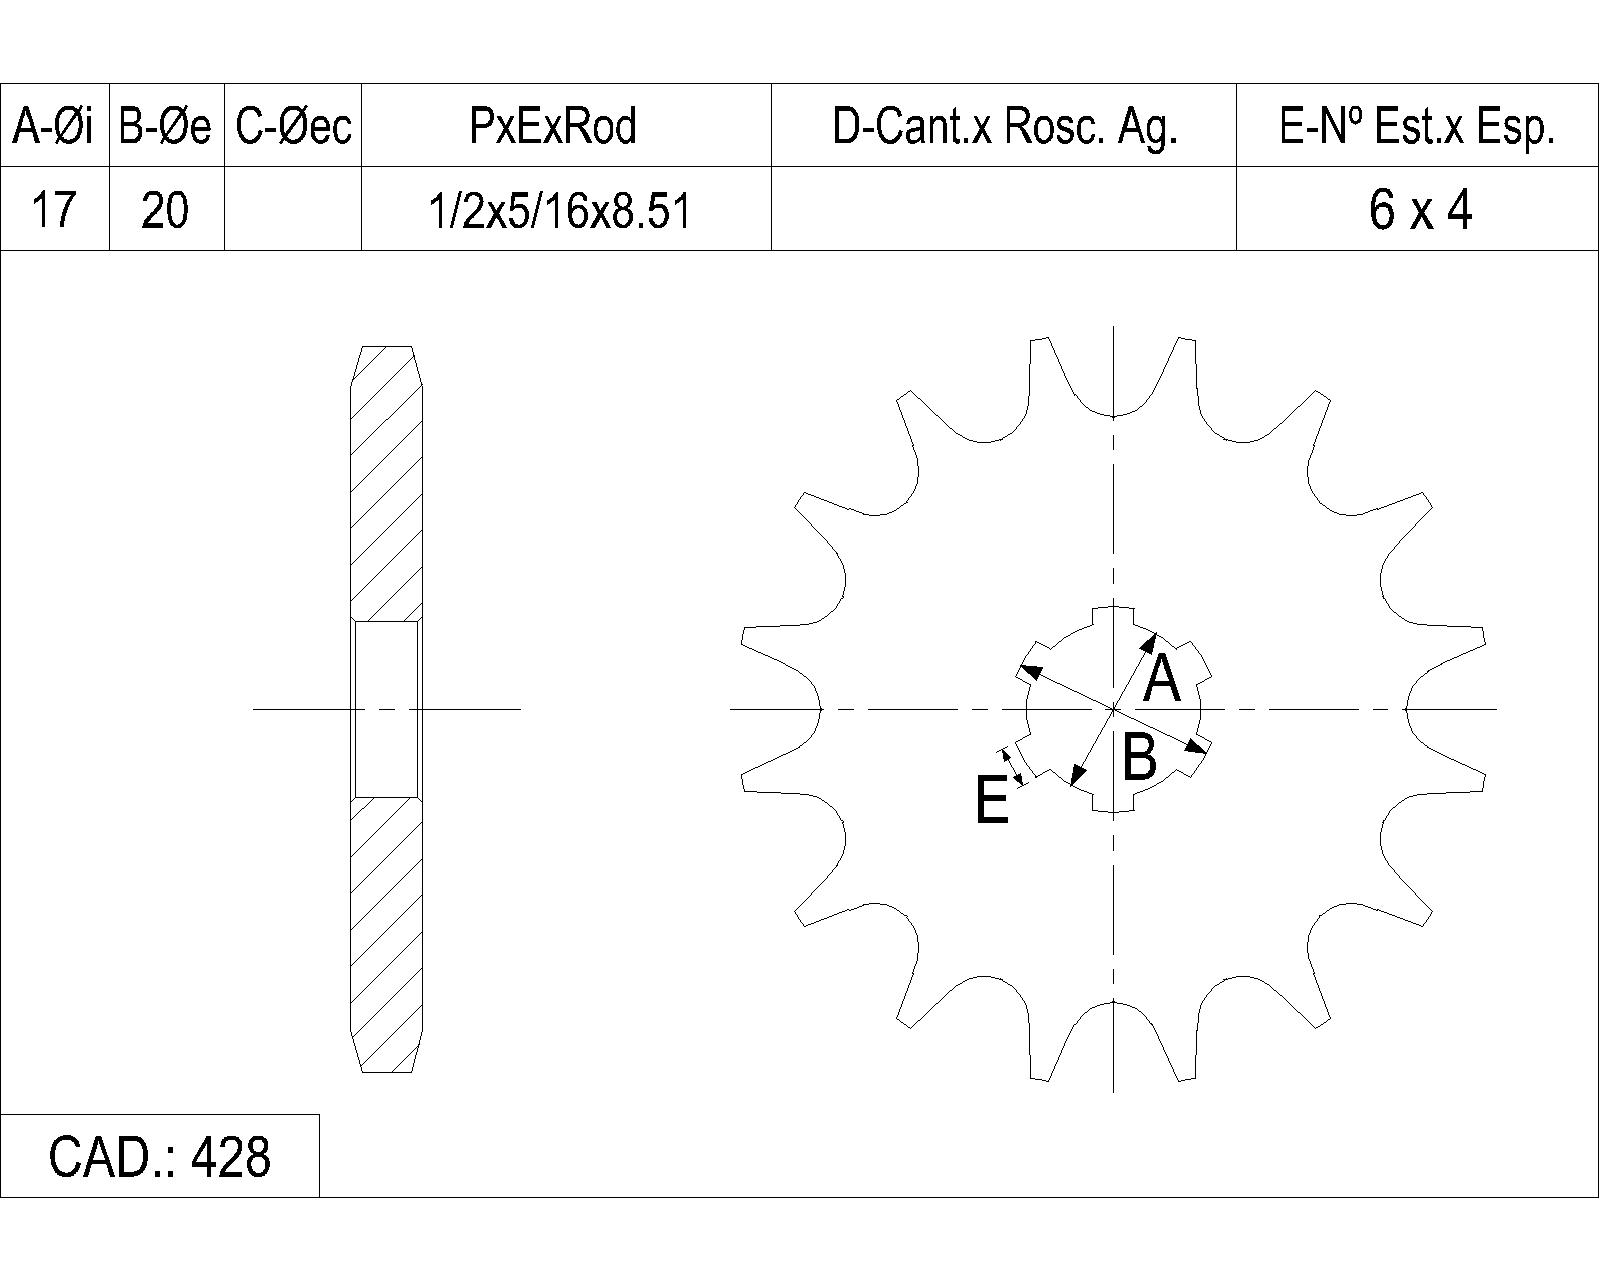 A-Øi B-Øe C-Øec PxExRod D-Cant.x Rosc. Ag. E-Nº Est.x Esp.
17 20 1/2x5/16x8.51 6 x 4
A
B
E
CAD.: 428